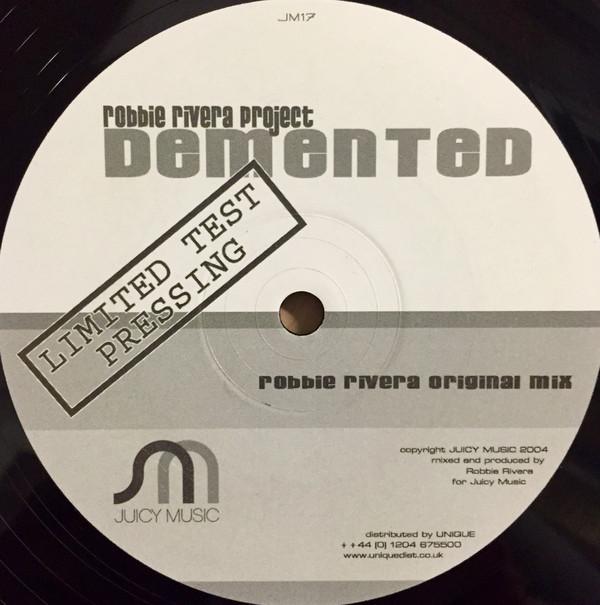 JM17
robbie rivera project
Demented
LIMITED TEST
PRESSING
robbie rivera original mix
JM
JUICY MUSIC
copyright JUICY MUSIC 2004
mixed and produced by
Robbie Rivera
for Juicy Music
distributed by UNIQUE
++44 (0) 1204 675500
www.uniquedist.co.uk